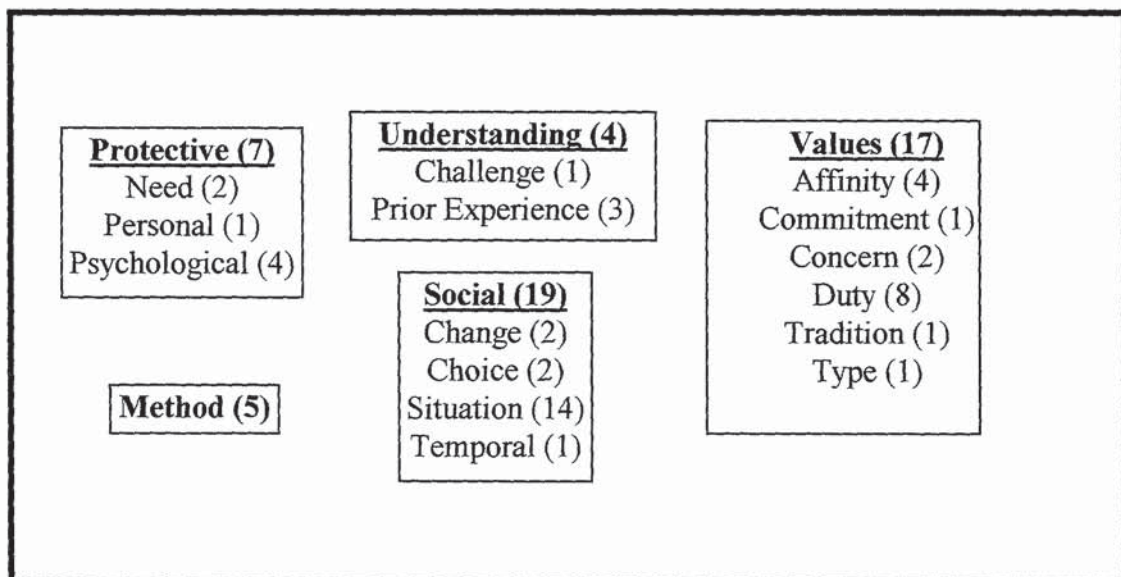 Protective (7)
Need (2)
Personal (1)
Psychological (4)
Understanding (4)
Challenge (1)
Prior Experience (3)
Values (17)
Affinity (4)
Commitment (1)
Concern (2)
Duty (8)
Tradition (1)
Type (1)
Social (19)
Change (2)
Choice (2)
Situation (14)
Temporal (1)
Method (5)